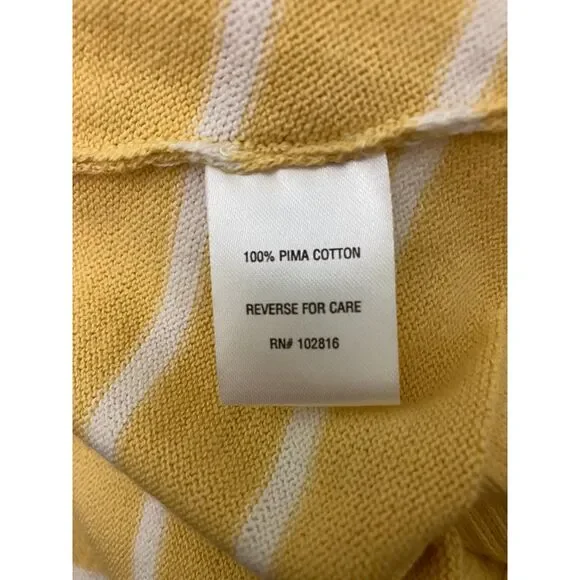 100% PIMA COTTON
REVERSE FOR CARE
RN# 102816